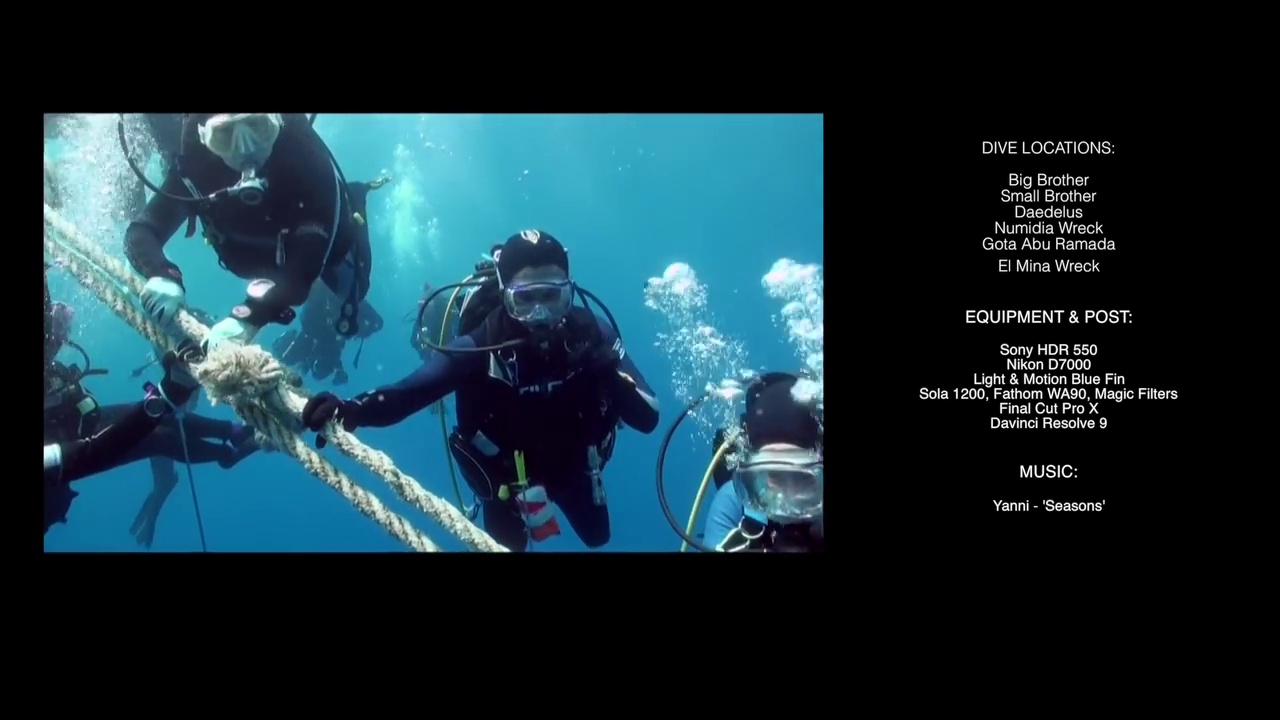 DIVE LOCATIONS:
Big Brother
Small Brother
Daedelus
Numidia Wreck
Gota Abu Ramada
El Mina Wreck
EQUIPMENT & POST:
Sony HDR 550
Nikon D7000
Light & Motion Blue Fin
Sola 1200, Fathom WA90, Magic Filters
Final Cut Pro X
Davinci Resolve 9
MUSIC:
Yanni - 'Seasons'